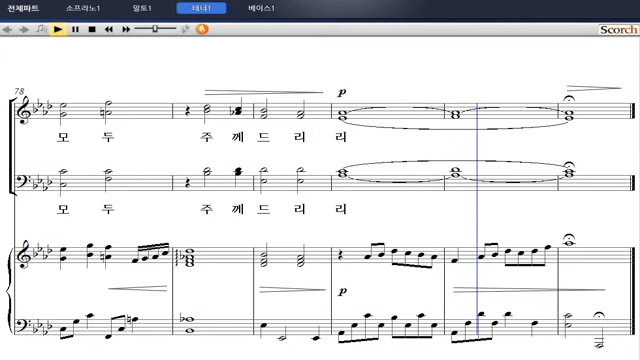 전체파트 소프라노1 알토1 테너1 베이스1
Scorch
78
p
모 두 주 께 드 리 리
모 두 주 께 드 리 리
p